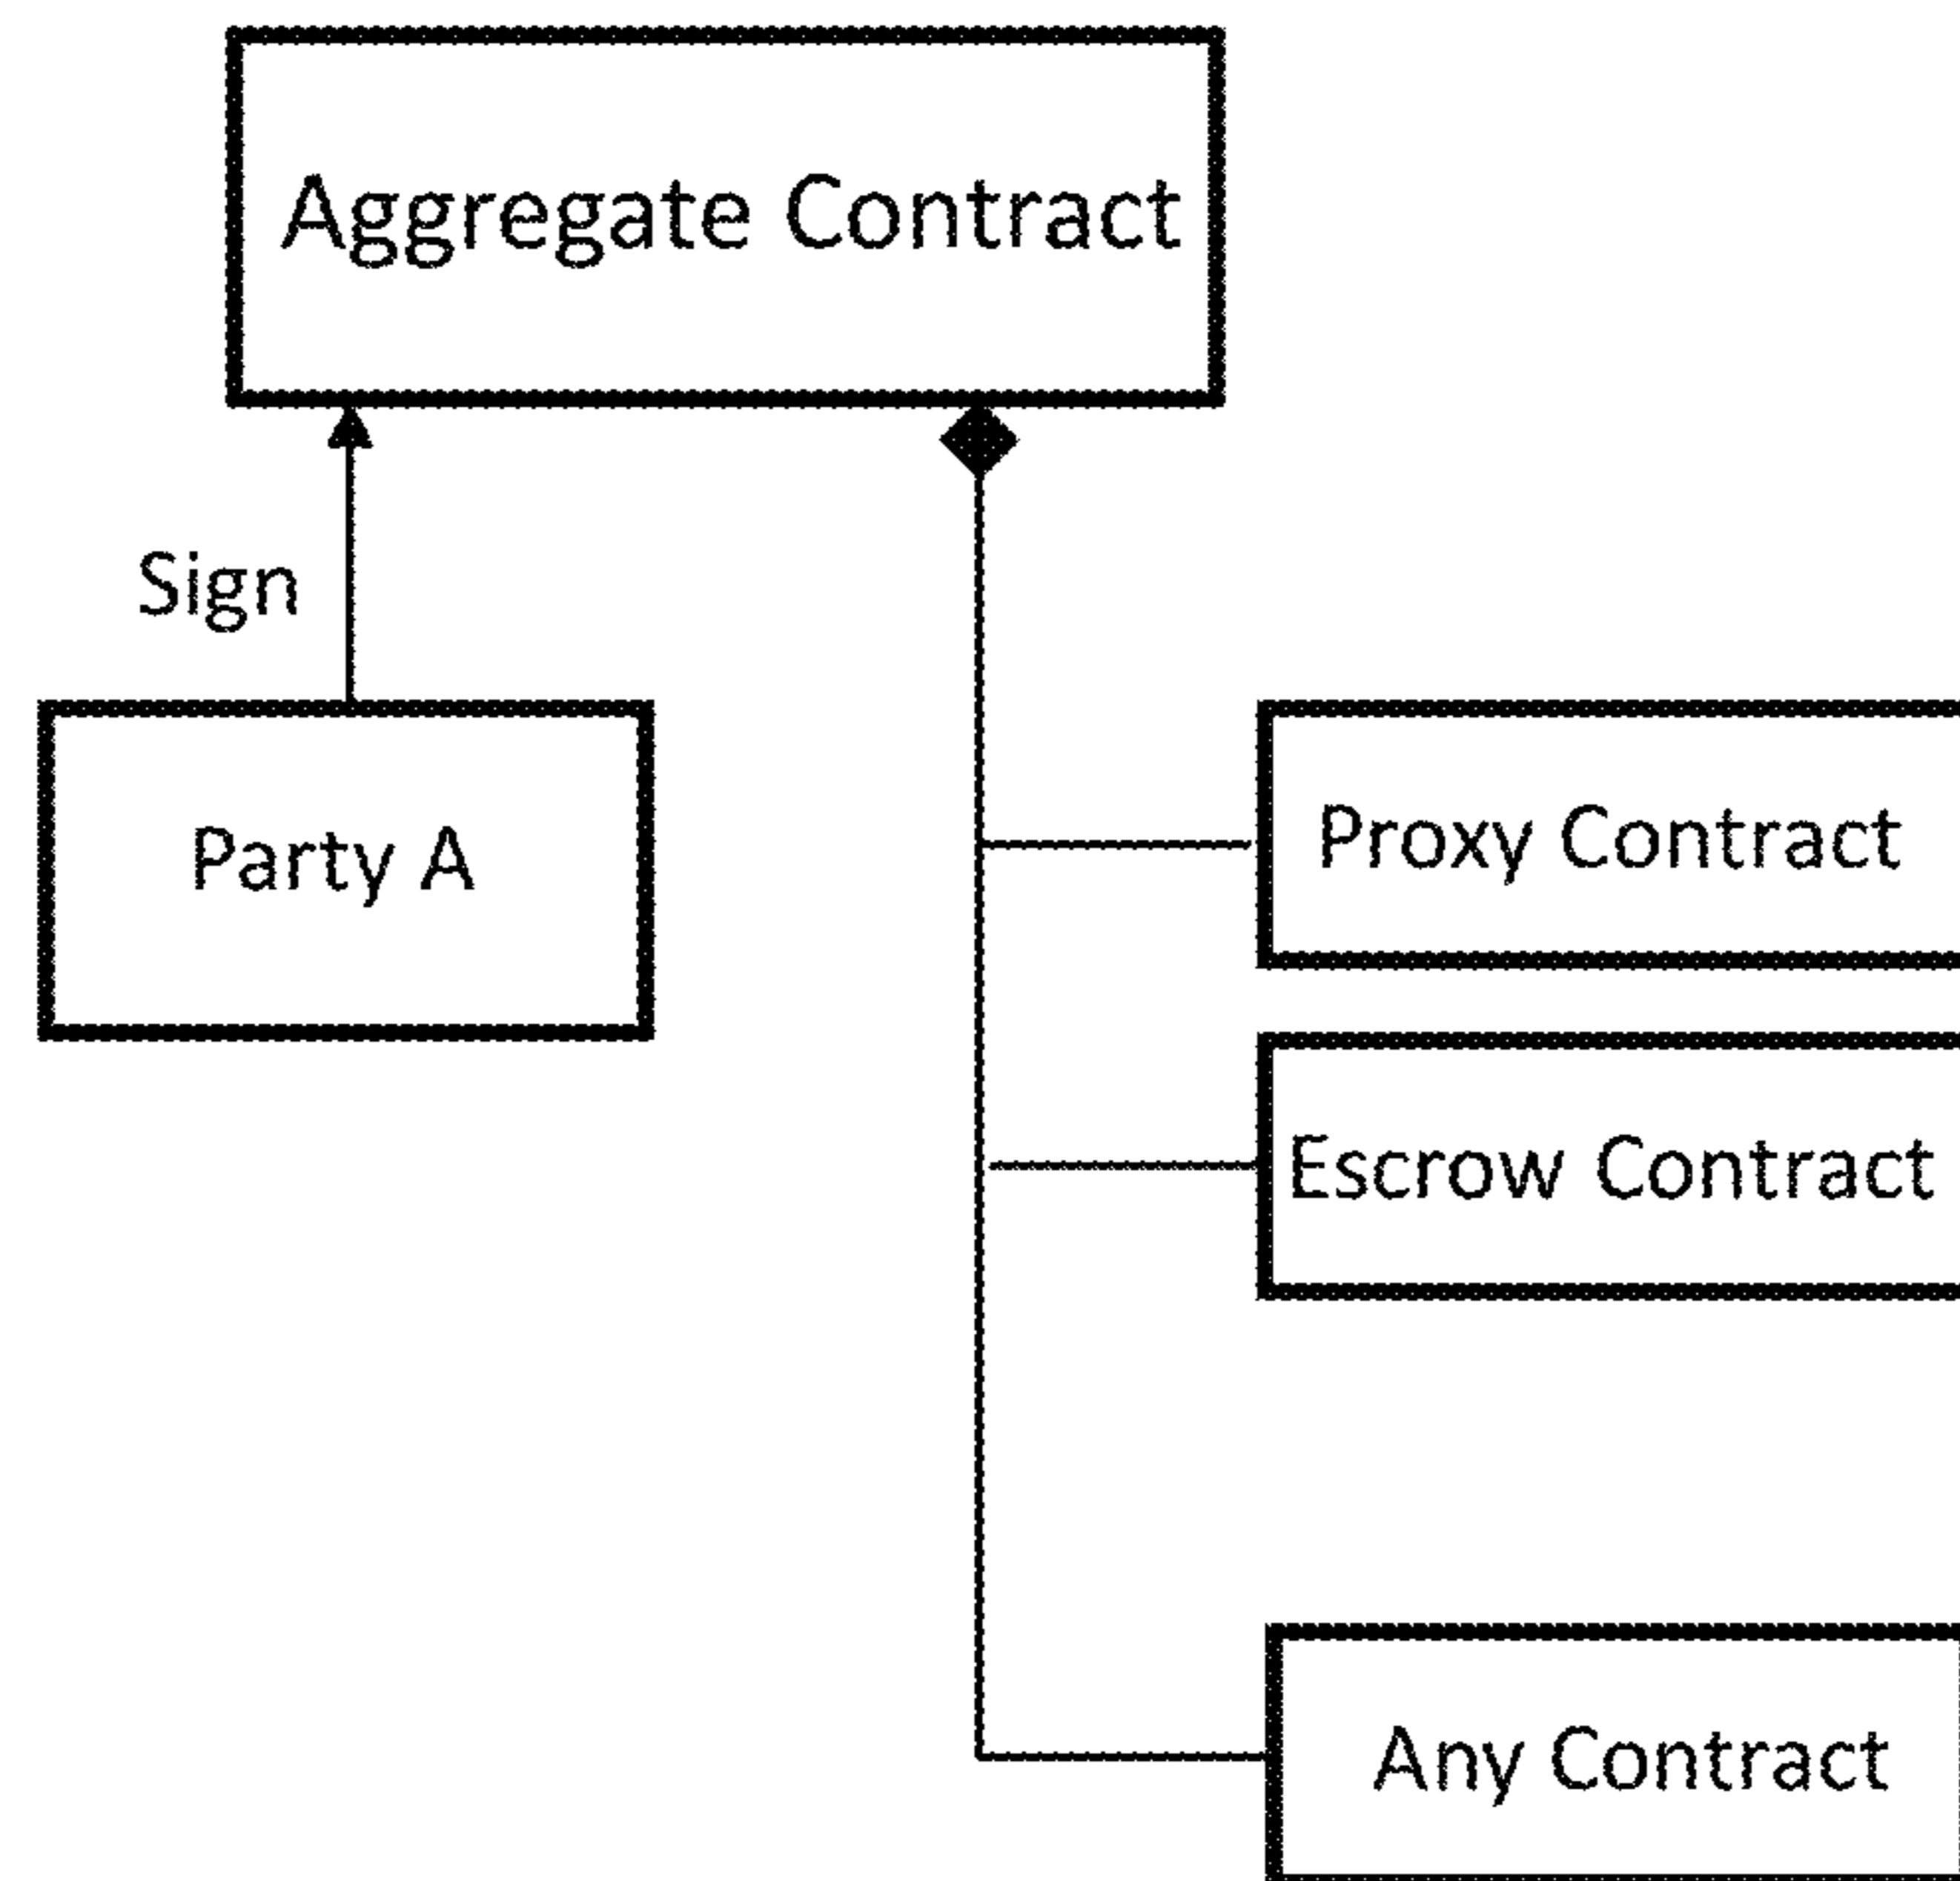 Aggregate Contract
Sign
Party A
Proxy Contract
Escrow Contract
Any Contract